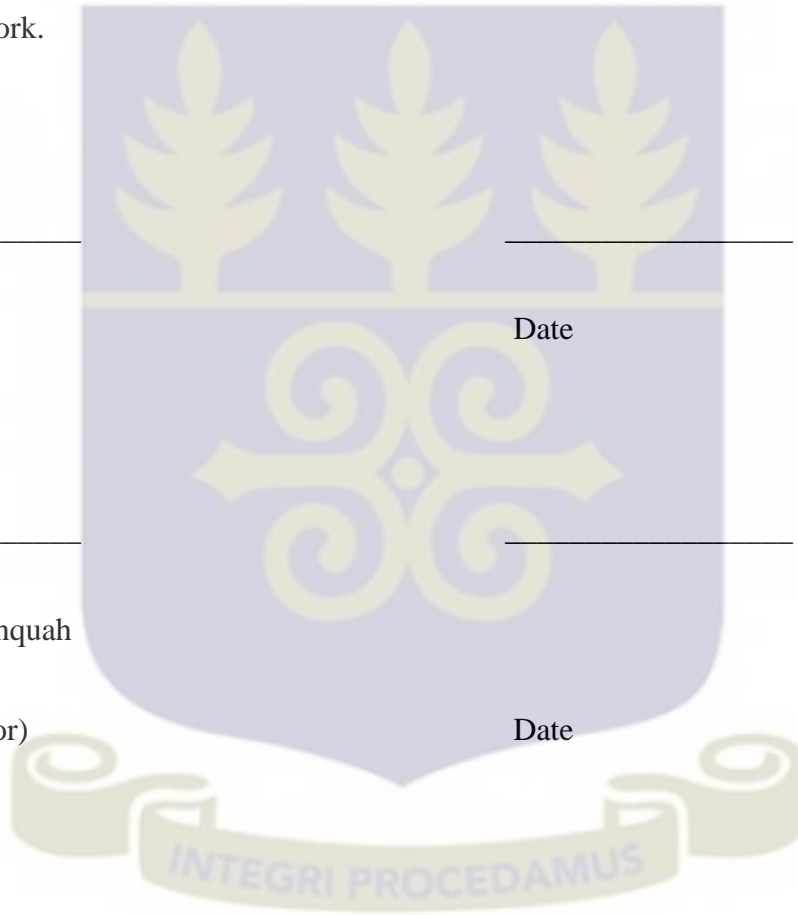 ork.
Date
nquah
or) Date
INTEGRI PROCEDAMUS